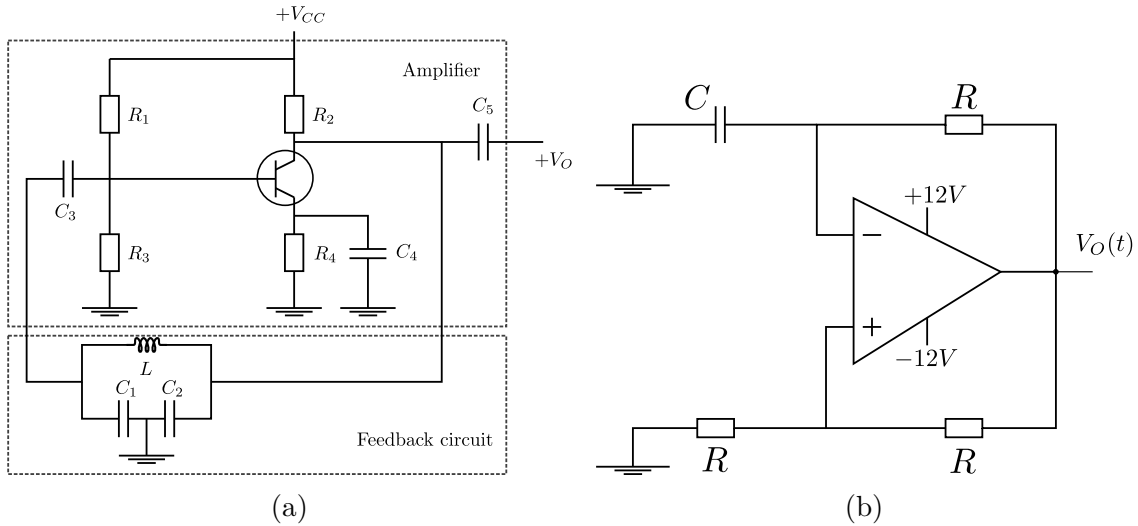 +V_CC
Amplifier
R_1
R_2
C_5
+V_O
C_3
R_3
R_4
C_4
L
C_1
C_2
Feedback circuit
(a)
C
R
+12V
−
V_O(t)
+
−12V
R
R
(b)